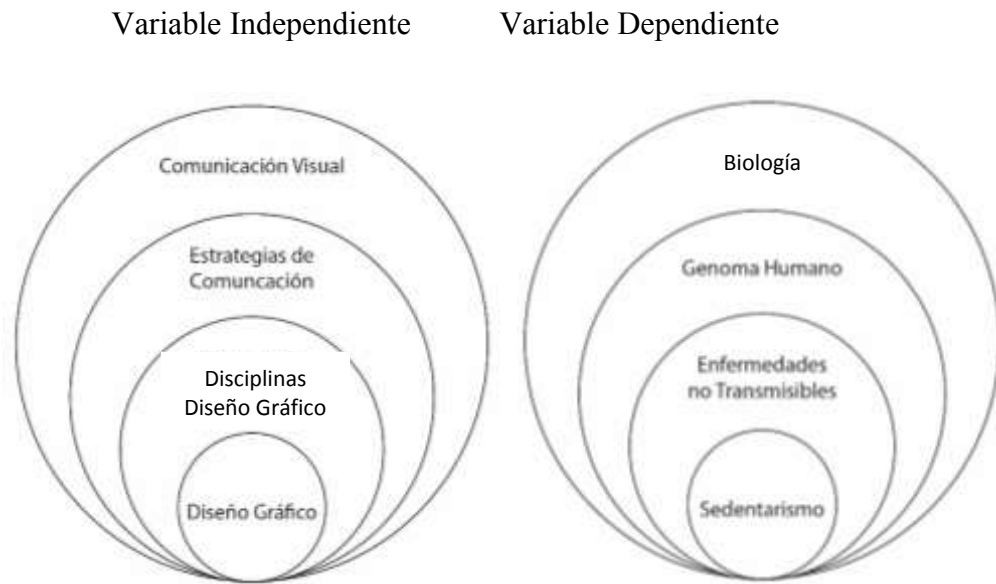 Variable Independiente
Variable Dependiente
Comunicación Visual
Estrategias de
Comuncación
Disciplinas
Diseño Gráfico
Diseño Gráfico
Biología
Genoma Humano
Enfermedades
no Transmisibles
Sedentarismo